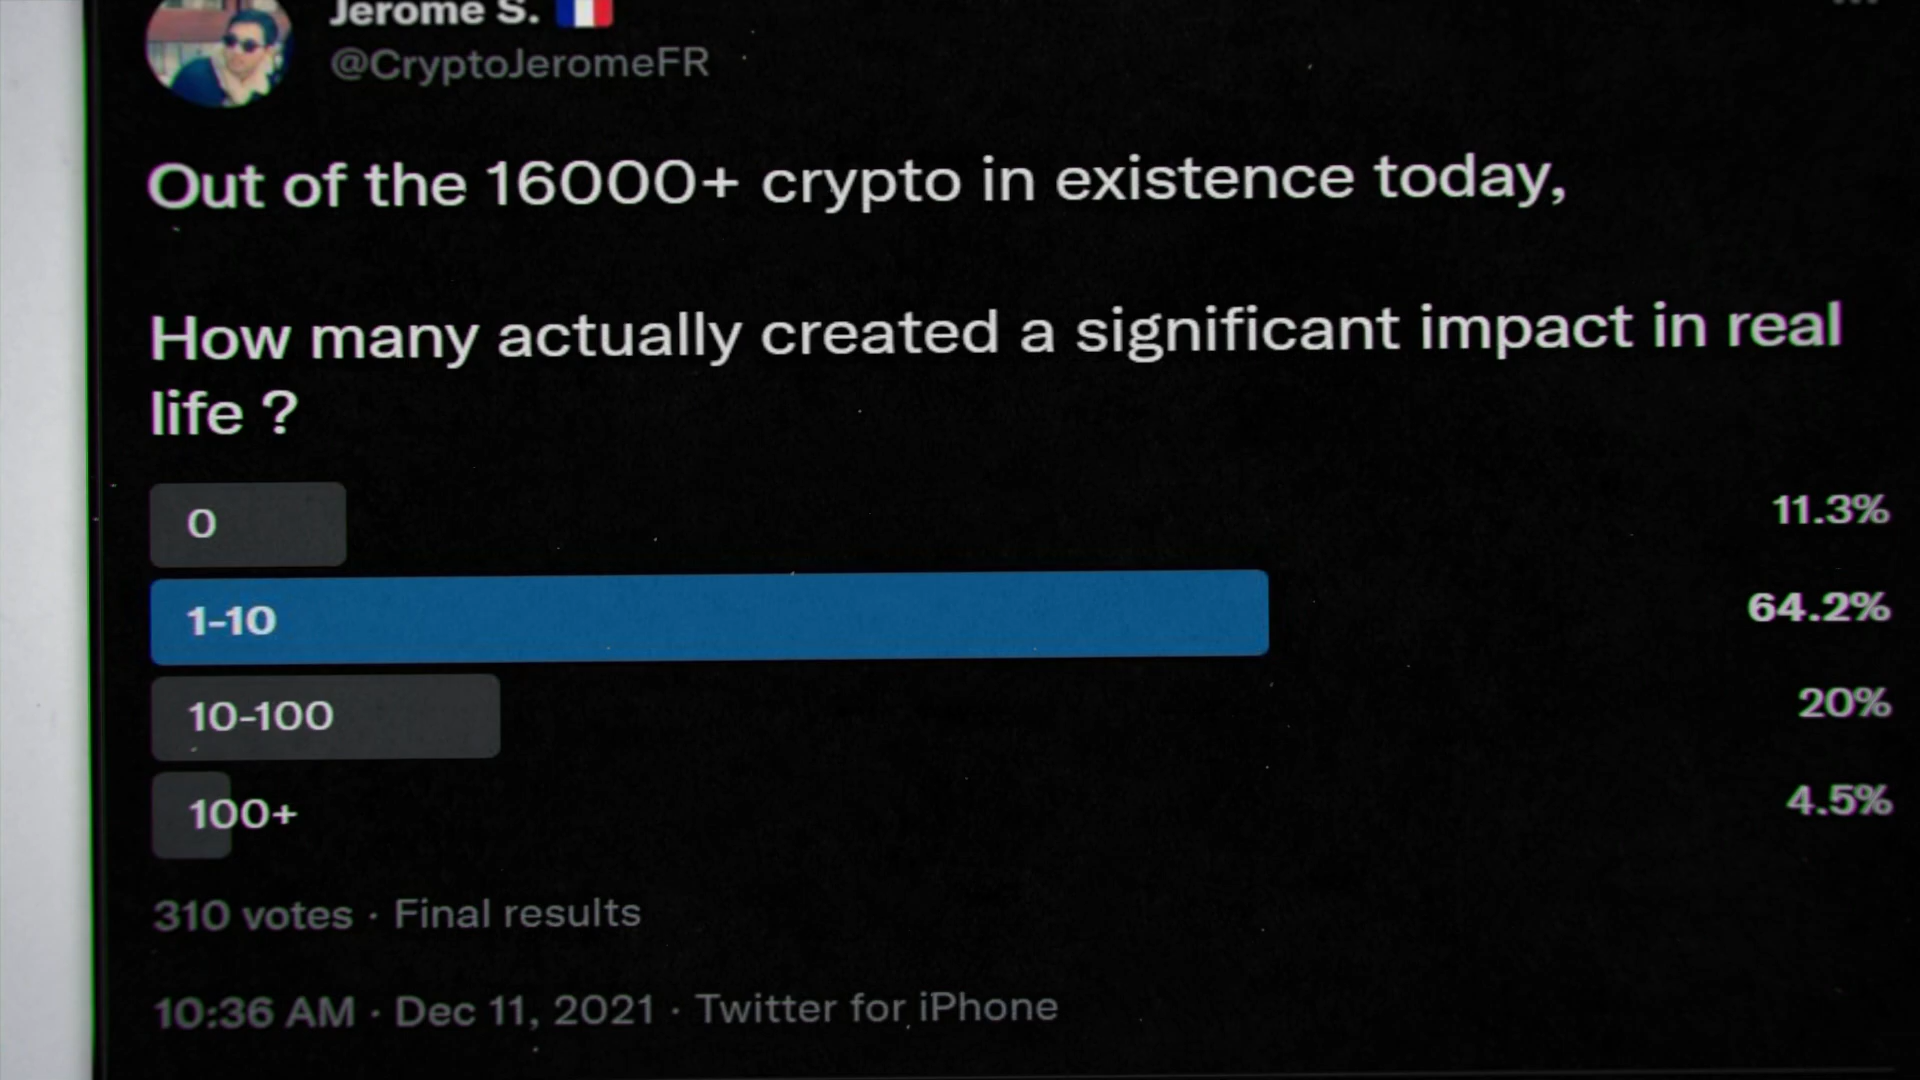 Jerome S. 🇫🇷
@CryptoJeromeFR
Out of the 16000+ crypto in existence today,
How many actually created a significant impact in real
life ?
0 11.3%
1-10 64.2%
10-100 20%
100+ 4.5%
310 votes · Final results
10:36 AM · Dec 11, 2021 · Twitter for iPhone